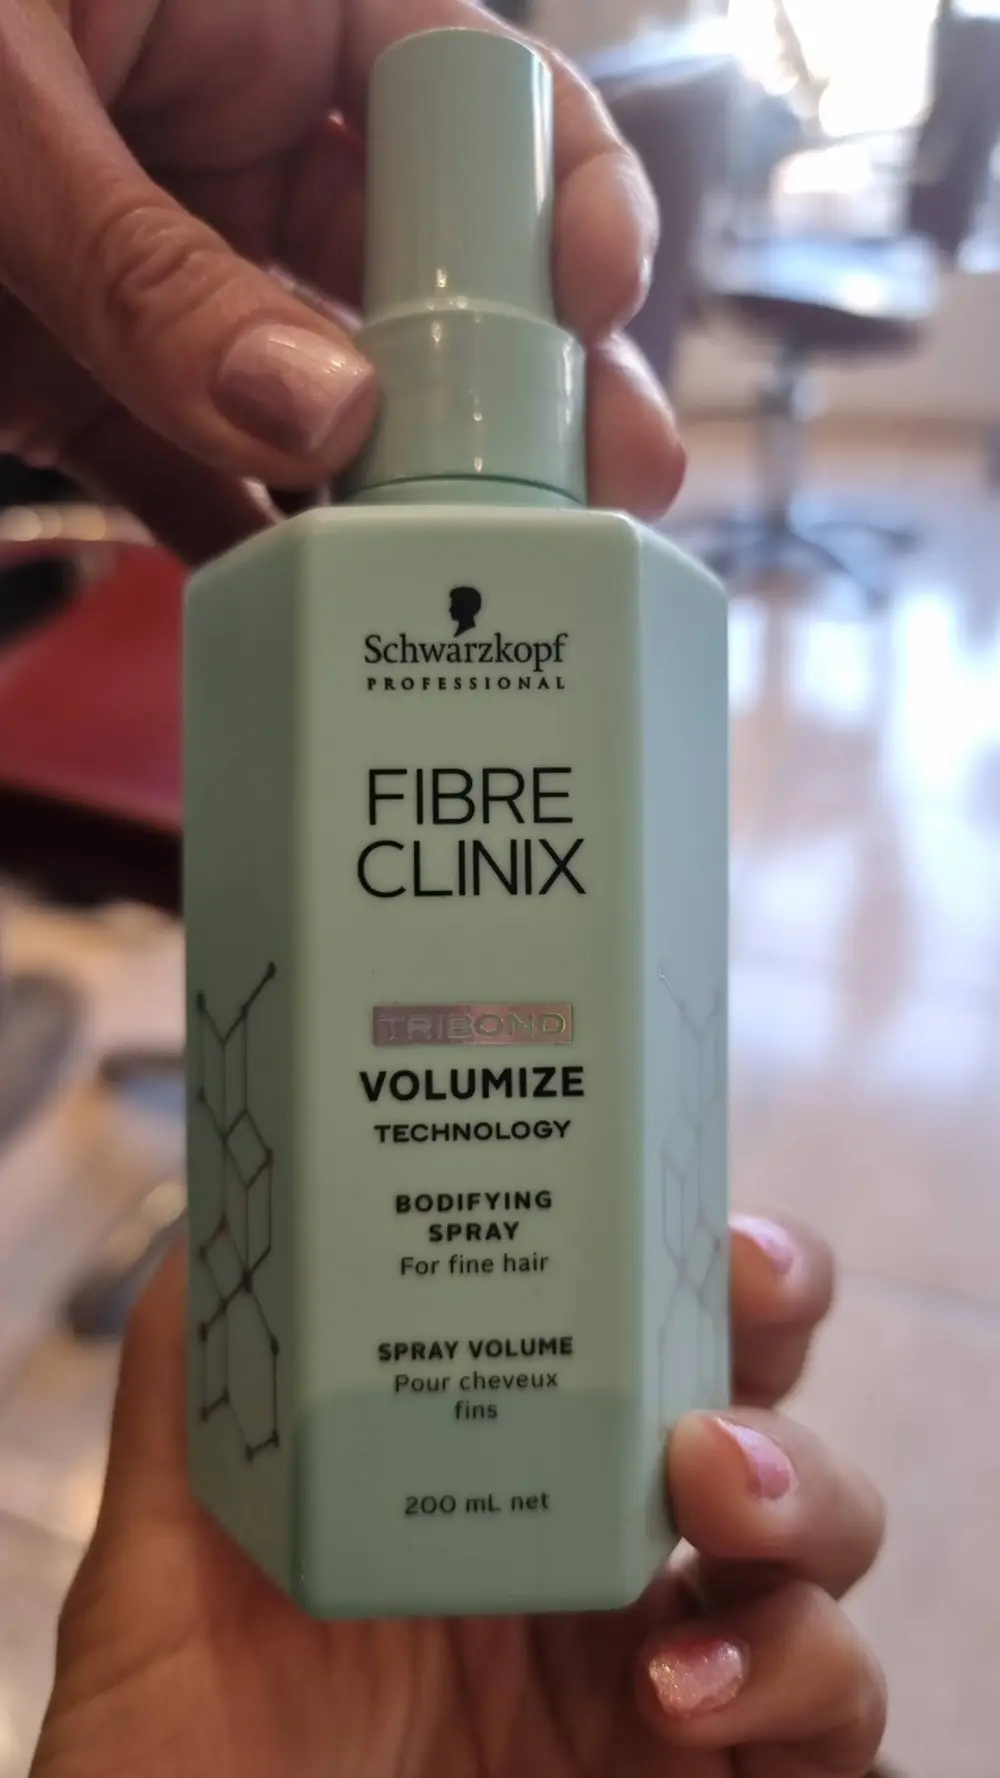 Schwarzkopf
PROFESSIONAL
FIBRE
CLINIX
TRIBOND
VOLUMIZE
TECHNOLOGY
BODIFYING
SPRAY
For fine hair
SPRAY VOLUME
Pour cheveux
fins
200 mL net